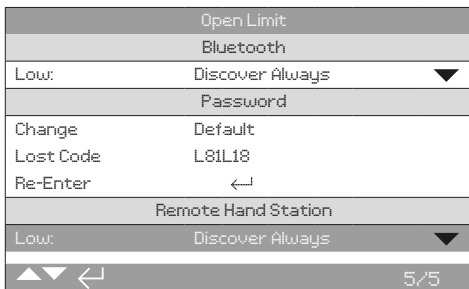 Open Limit
Bluetooth
Low: Discover Always
Password
Change Default
Lost Code L81L18
Re-Enter
Remote Hand Station
Low: Discover Always
5/5